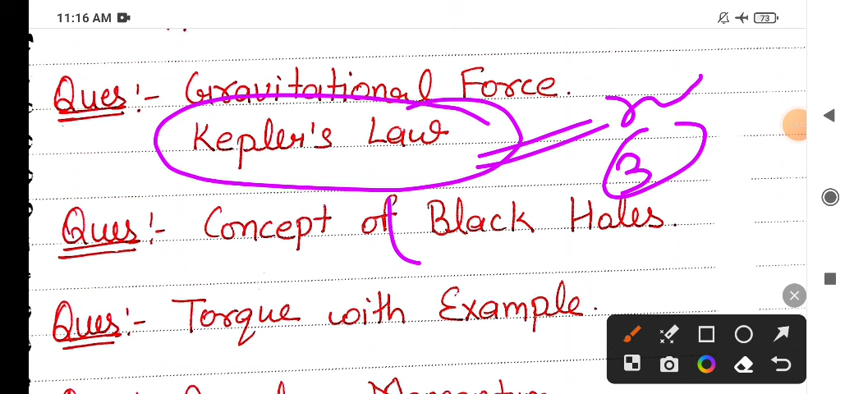 11:16 AM
73
Ques:- Gravitational Force.
Kepler's Law
3
Ques:- Concept of Black Holes.
Ques:- Torque with Example.